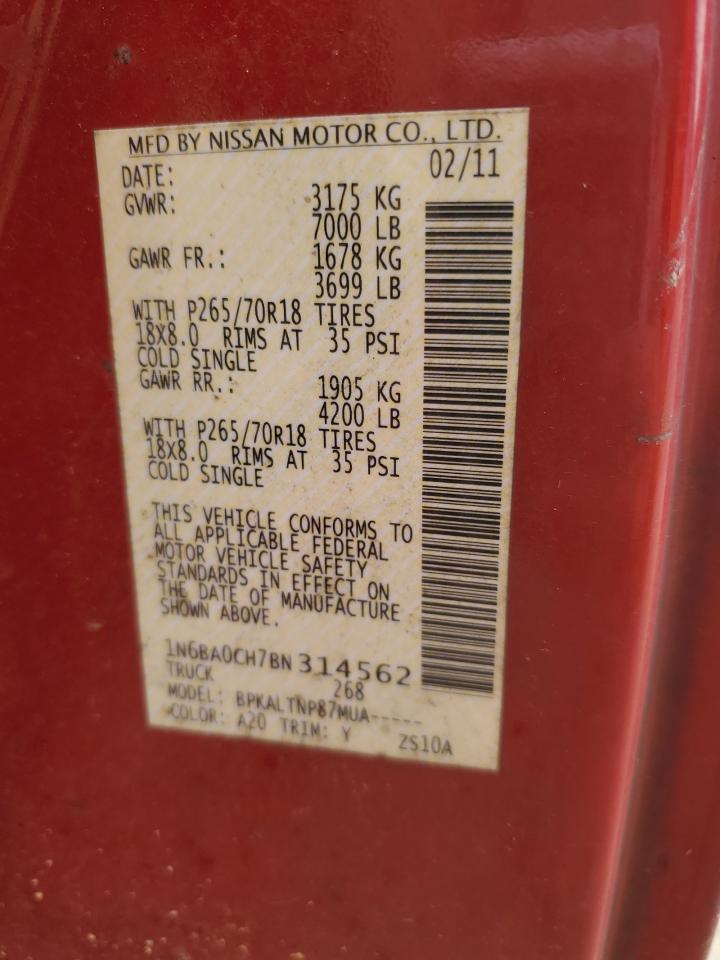 MFD BY NISSAN MOTOR CO., LTD.
DATE: 02/11
GVWR: 3175 KG
7000 LB
GAWR FR.: 1678 KG
3699 LB
WITH P265/70R18 TIRES
18X8.0 RIMS AT 35 PSI
COLD SINGLE
GAWR RR.: 1905 KG
4200 LB
WITH P265/70R18 TIRES
18X8.0 RIMS AT 35 PSI
COLD SINGLE
THIS VEHICLE CONFORMS TO
ALL APPLICABLE FEDERAL
MOTOR VEHICLE SAFETY
STANDARDS IN EFFECT ON
THE DATE OF MANUFACTURE
SHOWN ABOVE.
1N6BA0CH7BN314562
TRUCK 268
MODEL: BPKALTNP87MUA-----
COLOR: A20 TRIM: Y ZS10A